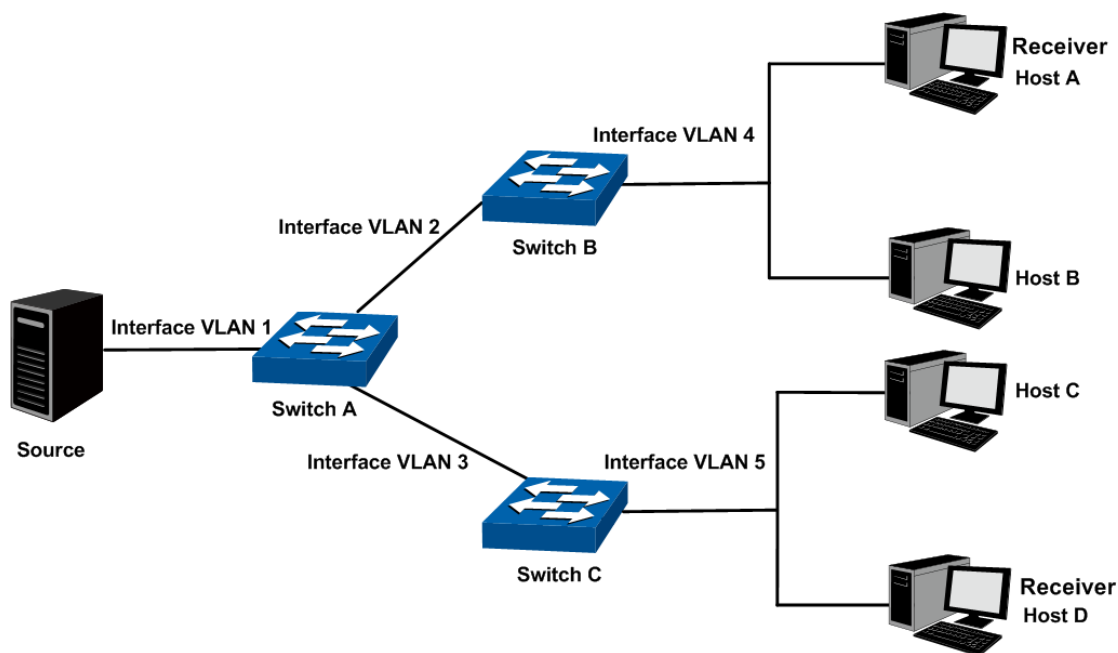 Receiver
Host A
Interface VLAN 4
Interface VLAN 2
Switch B
Host B
Interface VLAN 1
Switch A
Host C
Source
Interface VLAN 3
Interface VLAN 5
Switch C
Receiver
Host D